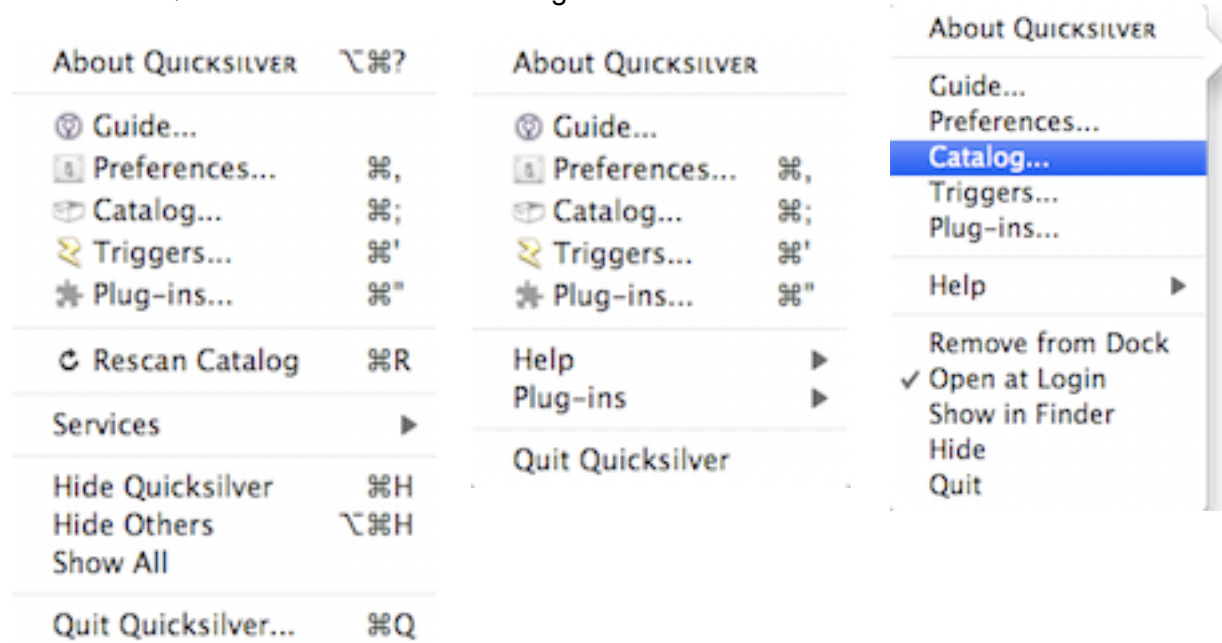 About QUICKSILVER ⌥⌘?
Guide...
Preferences... ⌘,
Catalog... ⌘;
Triggers... ⌘'
Plug-ins... ⌘"
Rescan Catalog ⌘R
Services ▶
Hide Quicksilver ⌘H
Hide Others ⌥⌘H
Show All
Quit Quicksilver... ⌘Q
About QUICKSILVER
Guide...
Preferences... ⌘,
Catalog... ⌘;
Triggers... ⌘'
Plug-ins... ⌘"
Help ▶
Plug-ins ▶
Quit Quicksilver
About QUICKSILVER
Guide...
Preferences...
Catalog...
Triggers...
Plug-ins...
Help ▶
Remove from Dock
✓ Open at Login
Show in Finder
Hide
Quit